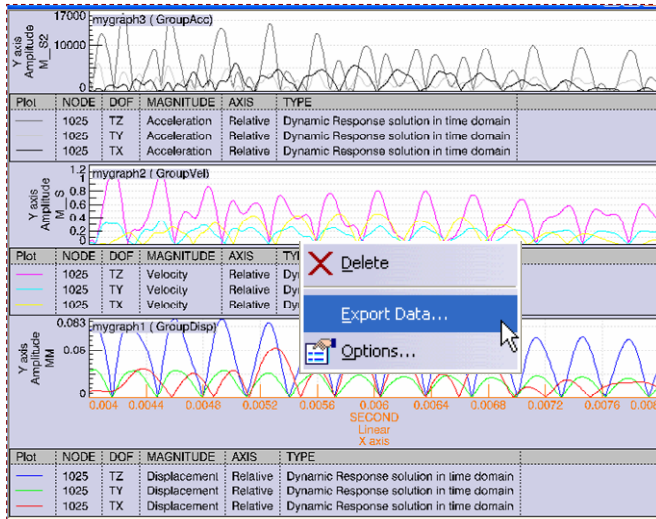 mygraph3 ( GroupAcc)
17000
10000
0
Y axis
Amplitude
M__S2
Plot NODE DOF MAGNITUDE AXIS TYPE
1025 TZ Acceleration Relative Dynamic Response solution in time domain
1025 TY Acceleration Relative Dynamic Response solution in time domain
1025 TX Acceleration Relative Dynamic Response solution in time domain
mygraph2 ( GroupVel)
1.2
1
0.8
0.6
0.4
0.2
0
Y axis
Amplitude
M__S
Plot NODE DOF MAGNITUDE AXIS
1025 TZ Velocity Relative
1025 TY Velocity Relative
1025 TX Velocity Relative
Delete
Export Data...
Options...
mygraph1 ( GroupDisp)
0.083
0.06
0
Y axis
Amplitude
MM
0.004 0.0044 0.0048 0.0052 0.0056 0.006 0.0064 0.0068 0.0072 0.0076
SECOND
Linear
X axis
Plot NODE DOF MAGNITUDE AXIS TYPE
1025 TZ Displacement Relative Dynamic Response solution in time domain
1025 TY Displacement Relative Dynamic Response solution in time domain
1025 TX Displacement Relative Dynamic Response solution in time domain